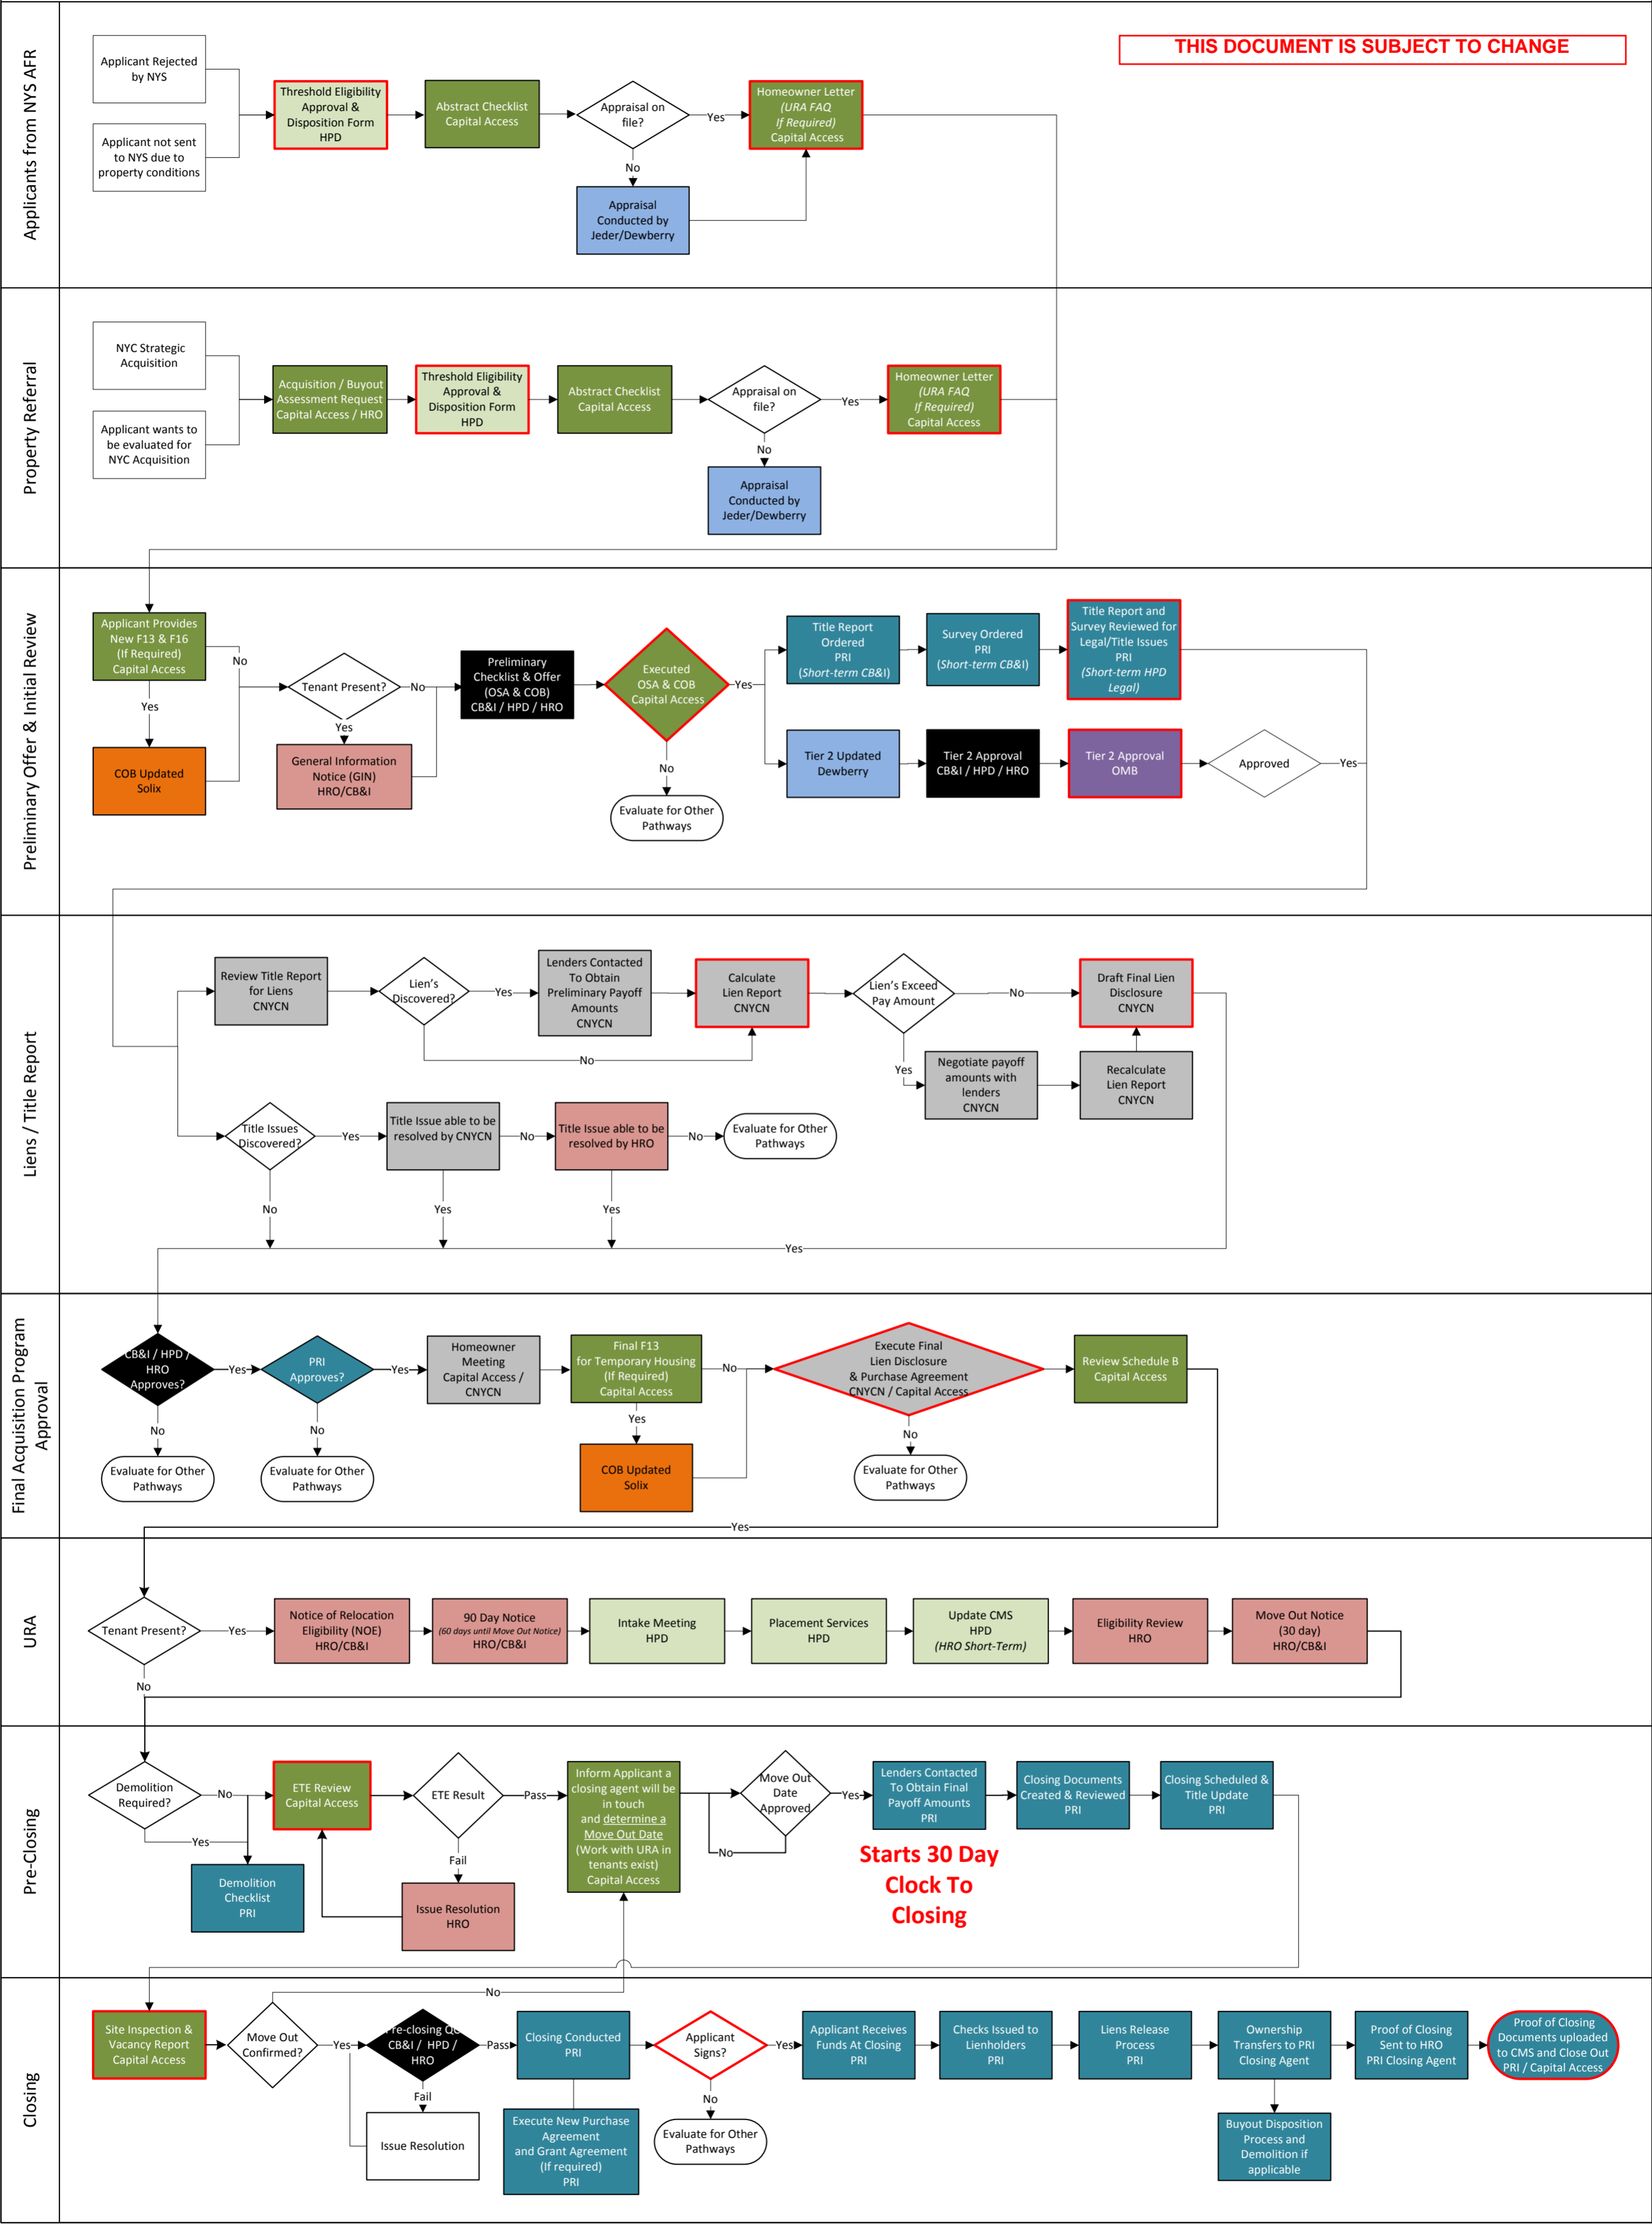 THIS DOCUMENT IS SUBJECT TO CHANGE
Applicants from NYS AFR
Applicant Rejected
by NYS
Applicant not sent
to NYS due to
property conditions
Threshold Eligibility
Approval &
Disposition Form
HPD
Abstract Checklist
Capital Access
Appraisal on
file?
Yes
No
Appraisal
Conducted by
Jeder/Dewberry
Homeowner Letter
(URA FAQ
If Required)
Capital Access
Property Referral
NYC Strategic
Acquisition
Applicant wants to
be evaluated for
NYC Acquisition
Acquisition / Buyout
Assessment Request
Capital Access / HRO
Threshold Eligibility
Approval &
Disposition Form
HPD
Abstract Checklist
Capital Access
Appraisal on
file?
Yes
No
Appraisal
Conducted by
Jeder/Dewberry
Homeowner Letter
(URA FAQ
If Required)
Capital Access
Preliminary Offer & Initial Review
Applicant Provides
New F13 & F16
(If Required)
Capital Access
No
Yes
COB Updated
Solix
Tenant Present?
No
Yes
General Information
Notice (GIN)
HRO/CB&I
Preliminary
Checklist & Offer
(OSA & COB)
CB&I / HPD / HRO
Executed
OSA & COB
Capital Access
Yes
No
Evaluate for Other
Pathways
Title Report
Ordered
PRI
(Short-term CB&I)
Survey Ordered
PRI
(Short-term CB&I)
Title Report and
Survey Reviewed for
Legal/Title Issues
PRI
(Short-term HPD
Legal)
Tier 2 Updated
Dewberry
Tier 2 Approval
CB&I / HPD / HRO
Tier 2 Approval
OMB
Approved
Yes
Liens / Title Report
Review Title Report
for Liens
CNYCN
Lien's
Discovered?
Yes
No
Lenders Contacted
To Obtain
Preliminary Payoff
Amounts
CNYCN
Calculate
Lien Report
CNYCN
Lien's Exceed
Pay Amount
No
Yes
Draft Final Lien
Disclosure
CNYCN
Negotiate payoff
amounts with
lenders
CNYCN
Recalculate
Lien Report
CNYCN
Title Issues
Discovered?
Yes
No
Title Issue able to be
resolved by CNYCN
No
Yes
Title Issue able to be
resolved by HRO
No
Yes
Evaluate for Other
Pathways
Yes
Final Acquisition Program
Approval
CB&I / HPD /
HRO
Approves?
Yes
No
Evaluate for Other
Pathways
PRI
Approves?
Yes
No
Evaluate for Other
Pathways
Homeowner
Meeting
Capital Access /
CNYCN
Final F13
for Temporary Housing
(If Required)
Capital Access
No
Yes
COB Updated
Solix
Execute Final
Lien Disclosure
& Purchase Agreement
CNYCN / Capital Access
No
Evaluate for Other
Pathways
Review Schedule B
Capital Access
Yes
URA
Tenant Present?
Yes
No
Notice of Relocation
Eligibility (NOE)
HRO/CB&I
90 Day Notice
(60 days until Move Out Notice)
HRO/CB&I
Intake Meeting
HPD
Placement Services
HPD
Update CMS
HPD
(HRO Short-Term)
Eligibility Review
HRO
Move Out Notice
(30 day)
HRO/CB&I
Pre-Closing
Demolition
Required?
No
Yes
Demolition
Checklist
PRI
ETE Review
Capital Access
ETE Result
Pass
Fail
Issue Resolution
HRO
Inform Applicant a
closing agent will be
in touch
and determine a
Move Out Date
(Work with URA in
tenants exist)
Capital Access
Move Out
Date
Approved
Yes
No
Lenders Contacted
To Obtain Final
Payoff Amounts
PRI
Closing Documents
Created & Reviewed
PRI
Closing Scheduled &
Title Update
PRI
Starts 30 Day
Clock To
Closing
Closing
Site Inspection &
Vacancy Report
Capital Access
Move Out
Confirmed?
No
Yes
Pre-closing QC
CB&I / HPD /
HRO
Pass
Fail
Issue Resolution
Closing Conducted
PRI
Execute New Purchase
Agreement
and Grant Agreement
(If required)
PRI
Applicant
Signs?
Yes
No
Evaluate for Other
Pathways
Applicant Receives
Funds At Closing
PRI
Checks Issued to
Lienholders
PRI
Liens Release
Process
PRI
Ownership
Transfers to PRI
Closing Agent
Buyout Disposition
Process and
Demolition if
applicable
Proof of Closing
Sent to HRO
PRI Closing Agent
Proof of Closing
Documents uploaded
to CMS and Close Out
PRI / Capital Access